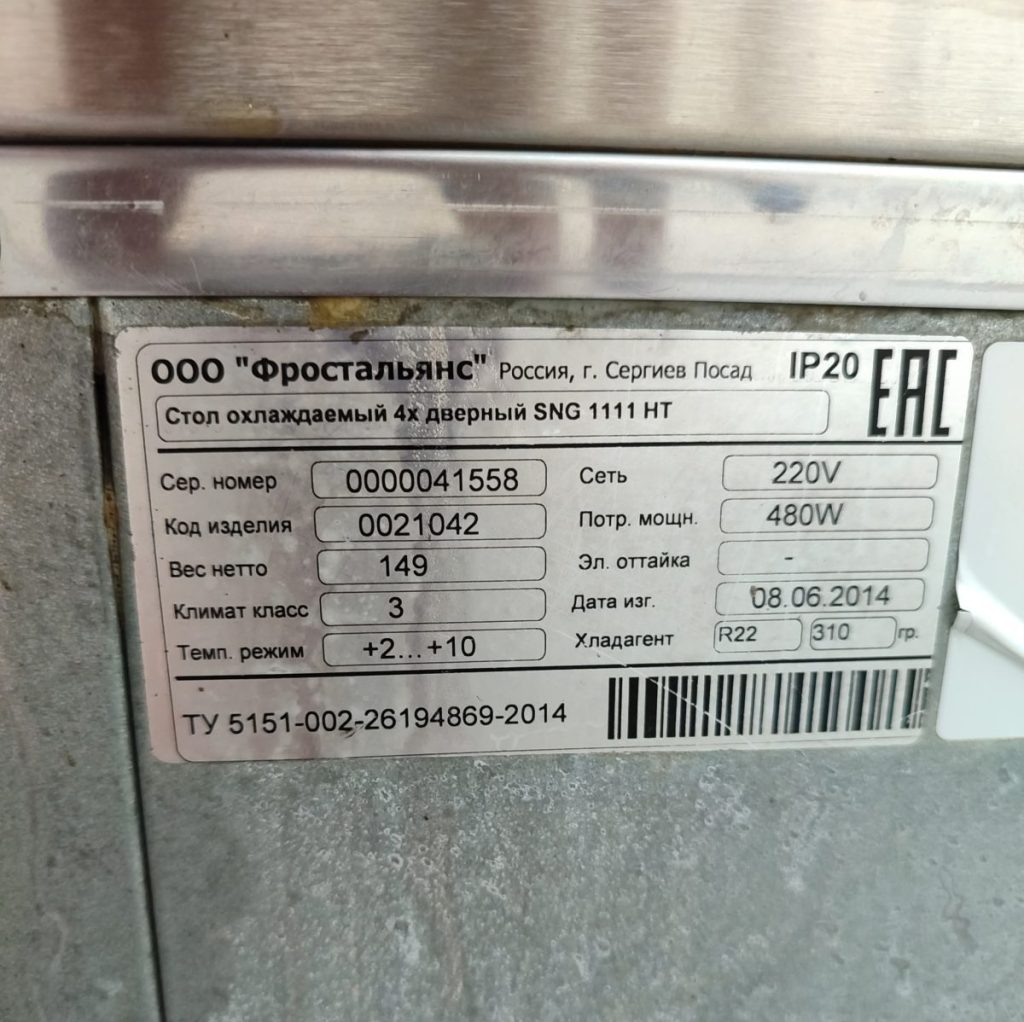 ООО "Фростальянс" Россия, г. Сергиев Посад IP20 EAC
Стол охлаждаемый 4х дверный SNG 1111 HT
Сер. номер 0000041558 Сеть 220V
Код изделия 0021042 Потр. мощн. 480W
Вес нетто 149 Эл. оттайка -
Климат класс 3 Дата изг. 08.06.2014
Темп. режим +2...+10 Хладагент R22 310 гр.
ТУ 5151-002-26194869-2014